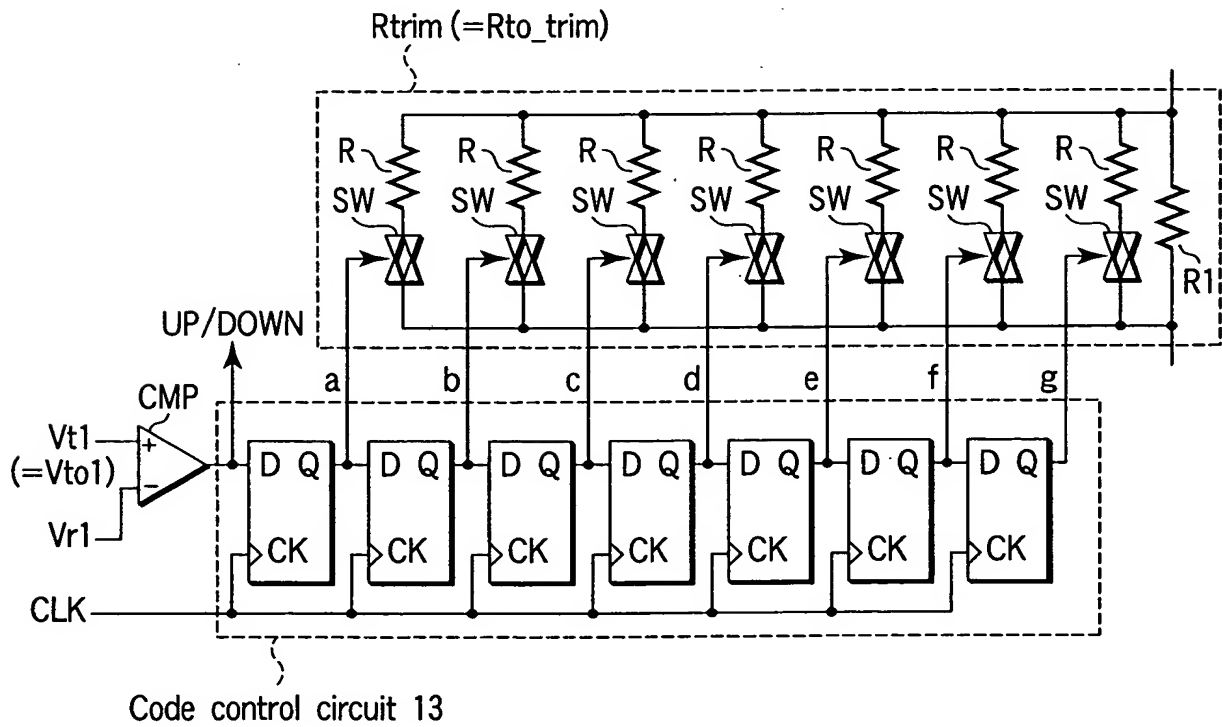 Rtrim (=Rto_trim)
R R R R R R R
SW SW SW SW SW SW SW
R1
UP/DOWN
a b c d e f g
CMP
Vt1
(=Vto1)
+
−
Vr1
D Q D Q D Q D Q D Q D Q D Q
CK CK CK CK CK CK CK
CLK
Code control circuit 13